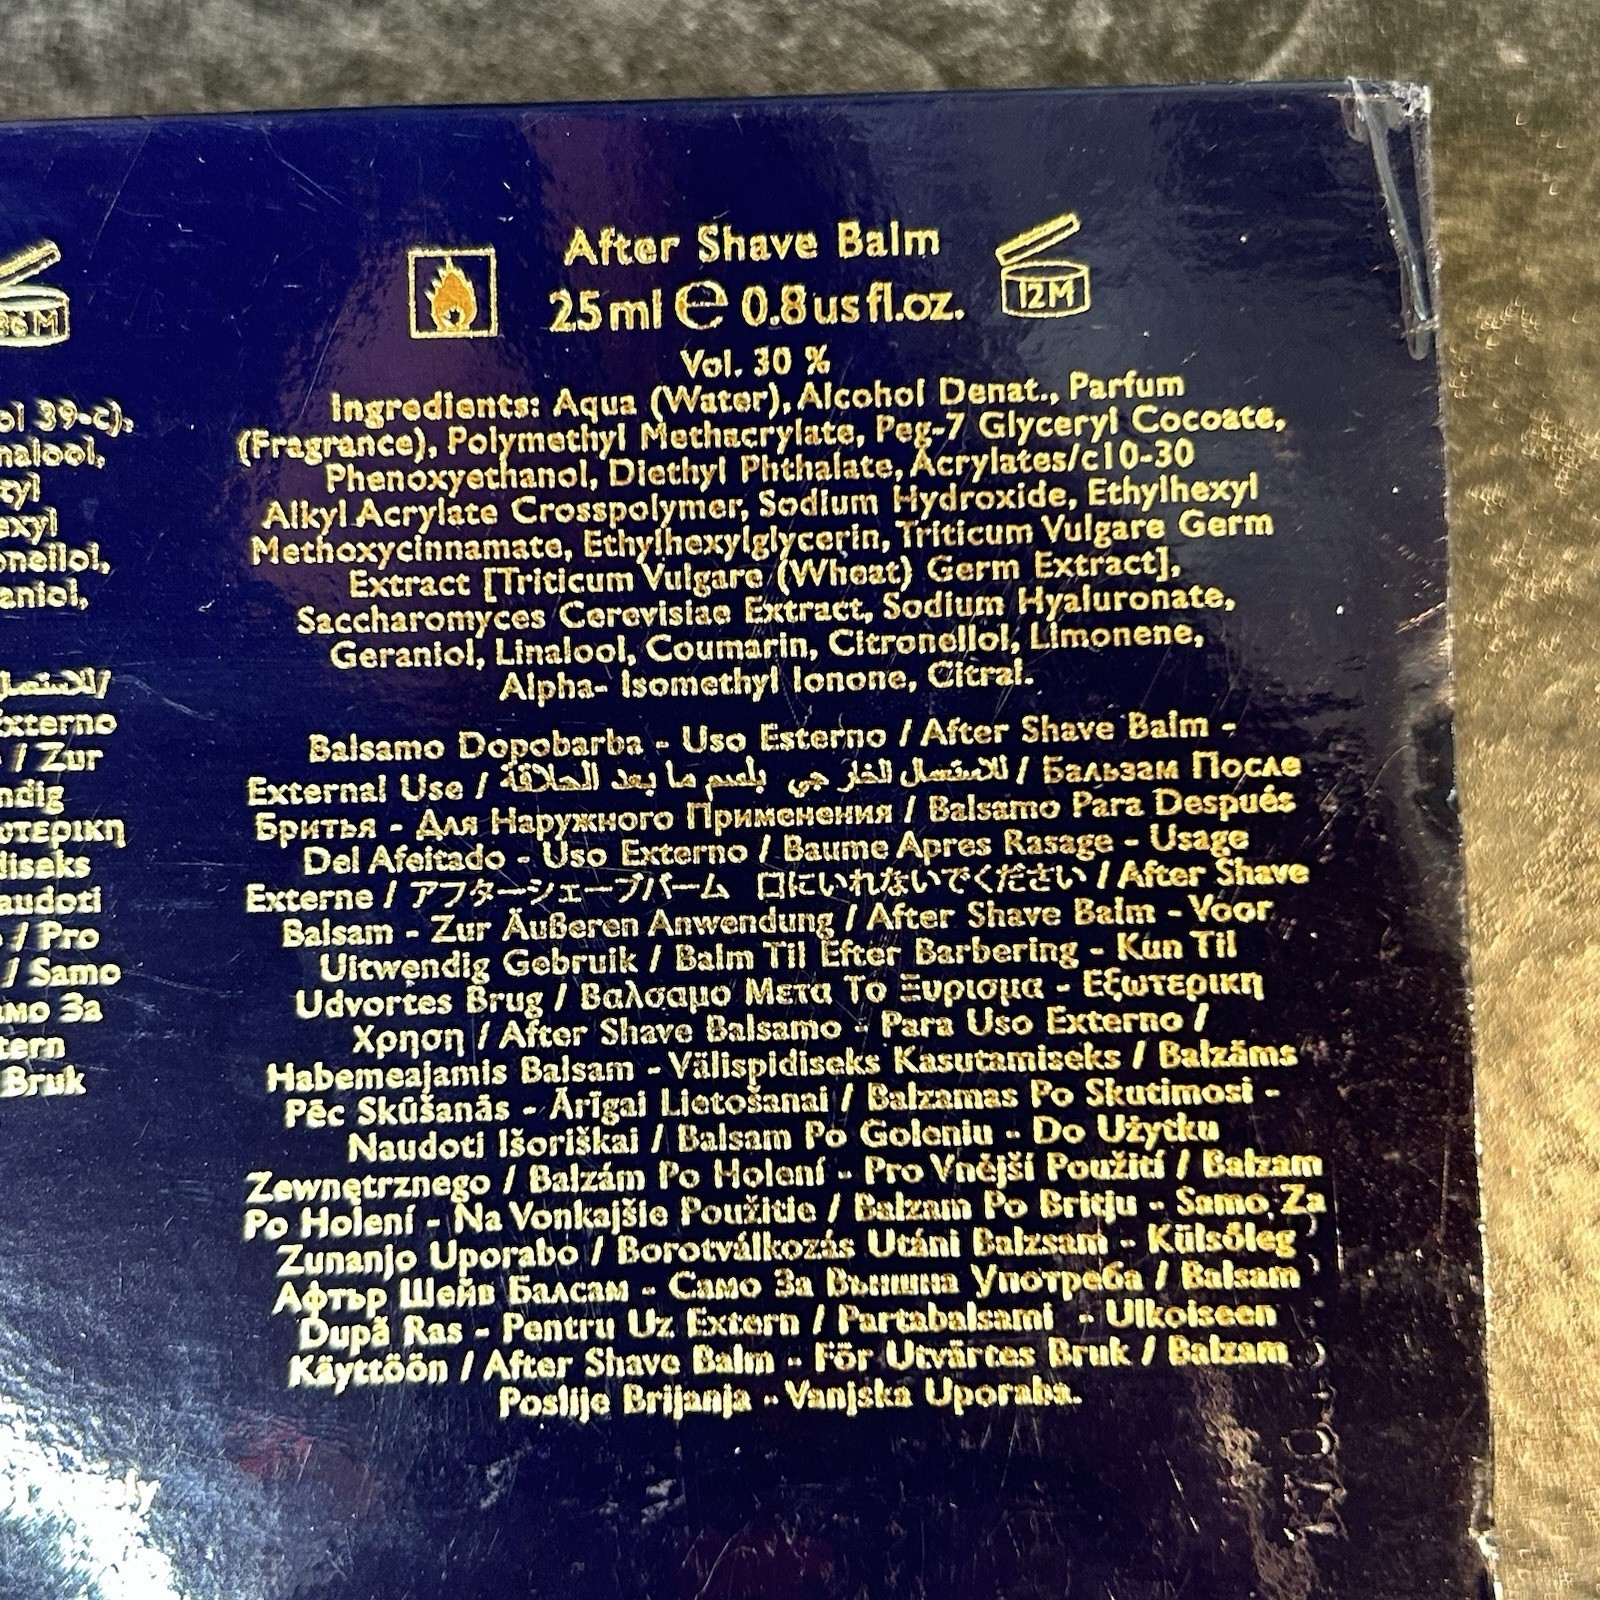 After Shave Balm
25 ml e 0.8 us fl.oz.
12M
36M
Vol. 30 %
Ingredients: Aqua (Water), Alcohol Denat., Parfum
(Fragrance), Polymethyl Methacrylate, Peg-7 Glyceryl Cocoate,
Phenoxyethanol, Diethyl Phthalate, Acrylates/c10-30
Alkyl Acrylate Crosspolymer, Sodium Hydroxide, Ethylhexyl
Methoxycinnamate, Ethylhexylglycerin, Triticum Vulgare Germ
Extract [Triticum Vulgare (Wheat) Germ Extract],
Saccharomyces Cerevisiae Extract, Sodium Hyaluronate,
Geraniol, Linalool, Coumarin, Citronellol, Limonene,
Alpha- Isomethyl Ionone, Citral.
Balsamo Dopobarba - Uso Esterno / After Shave Balm -
External Use / للاستعمال الخارجي بلسم ما بعد الحلاقة / Бальзам После
Бритья - Для Наружного Применения / Balsamo Para Después
Del Afeitado - Uso Externo / Baume Apres Rasage - Usage
Externe / アフターシェーブバーム 口にいれないでください / After Shave
Balsam - Zur Äußeren Anwendung / After Shave Balm - Voor
Uitwendig Gebruik / Balm Til Efter Barbering - Kun Til
Udvortes Brug / Βαλσαμο Μετα Το Ξυρισμα - Εξωτερικη
Χρηση / After Shave Balsamo - Para Uso Externo /
Habemeajamis Balsam - Välispidiseks Kasutamiseks / Balzāms
Pēc Skūšanās - Ārīgai Lietošanai / Balzamas Po Skutimosi -
Naudoti Išoriškai / Balsam Po Goleniu - Do Użytku
Zewnętrznego / Balzám Po Holení - Pro Vnější Použití / Balzam
Po Holení - Na Vonkajšie Použitie / Balzam Po Britju - Samo Za
Zunanjo Uporabo / Borotválkozás Utáni Balzsam - Külsőleg
Афтър Шейв Балсам - Само За Външна Употреба / Balsam
După Ras - Pentru Uz Extern / Partabalsami - Ulkoiseen
Käyttöön / After Shave Balm - För Utvärtes Bruk / Balzam
Poslije Brijanja - Vanjska Uporaba.
39-c).
/ Zur
/ Pro
/ Samo
За
Bruk